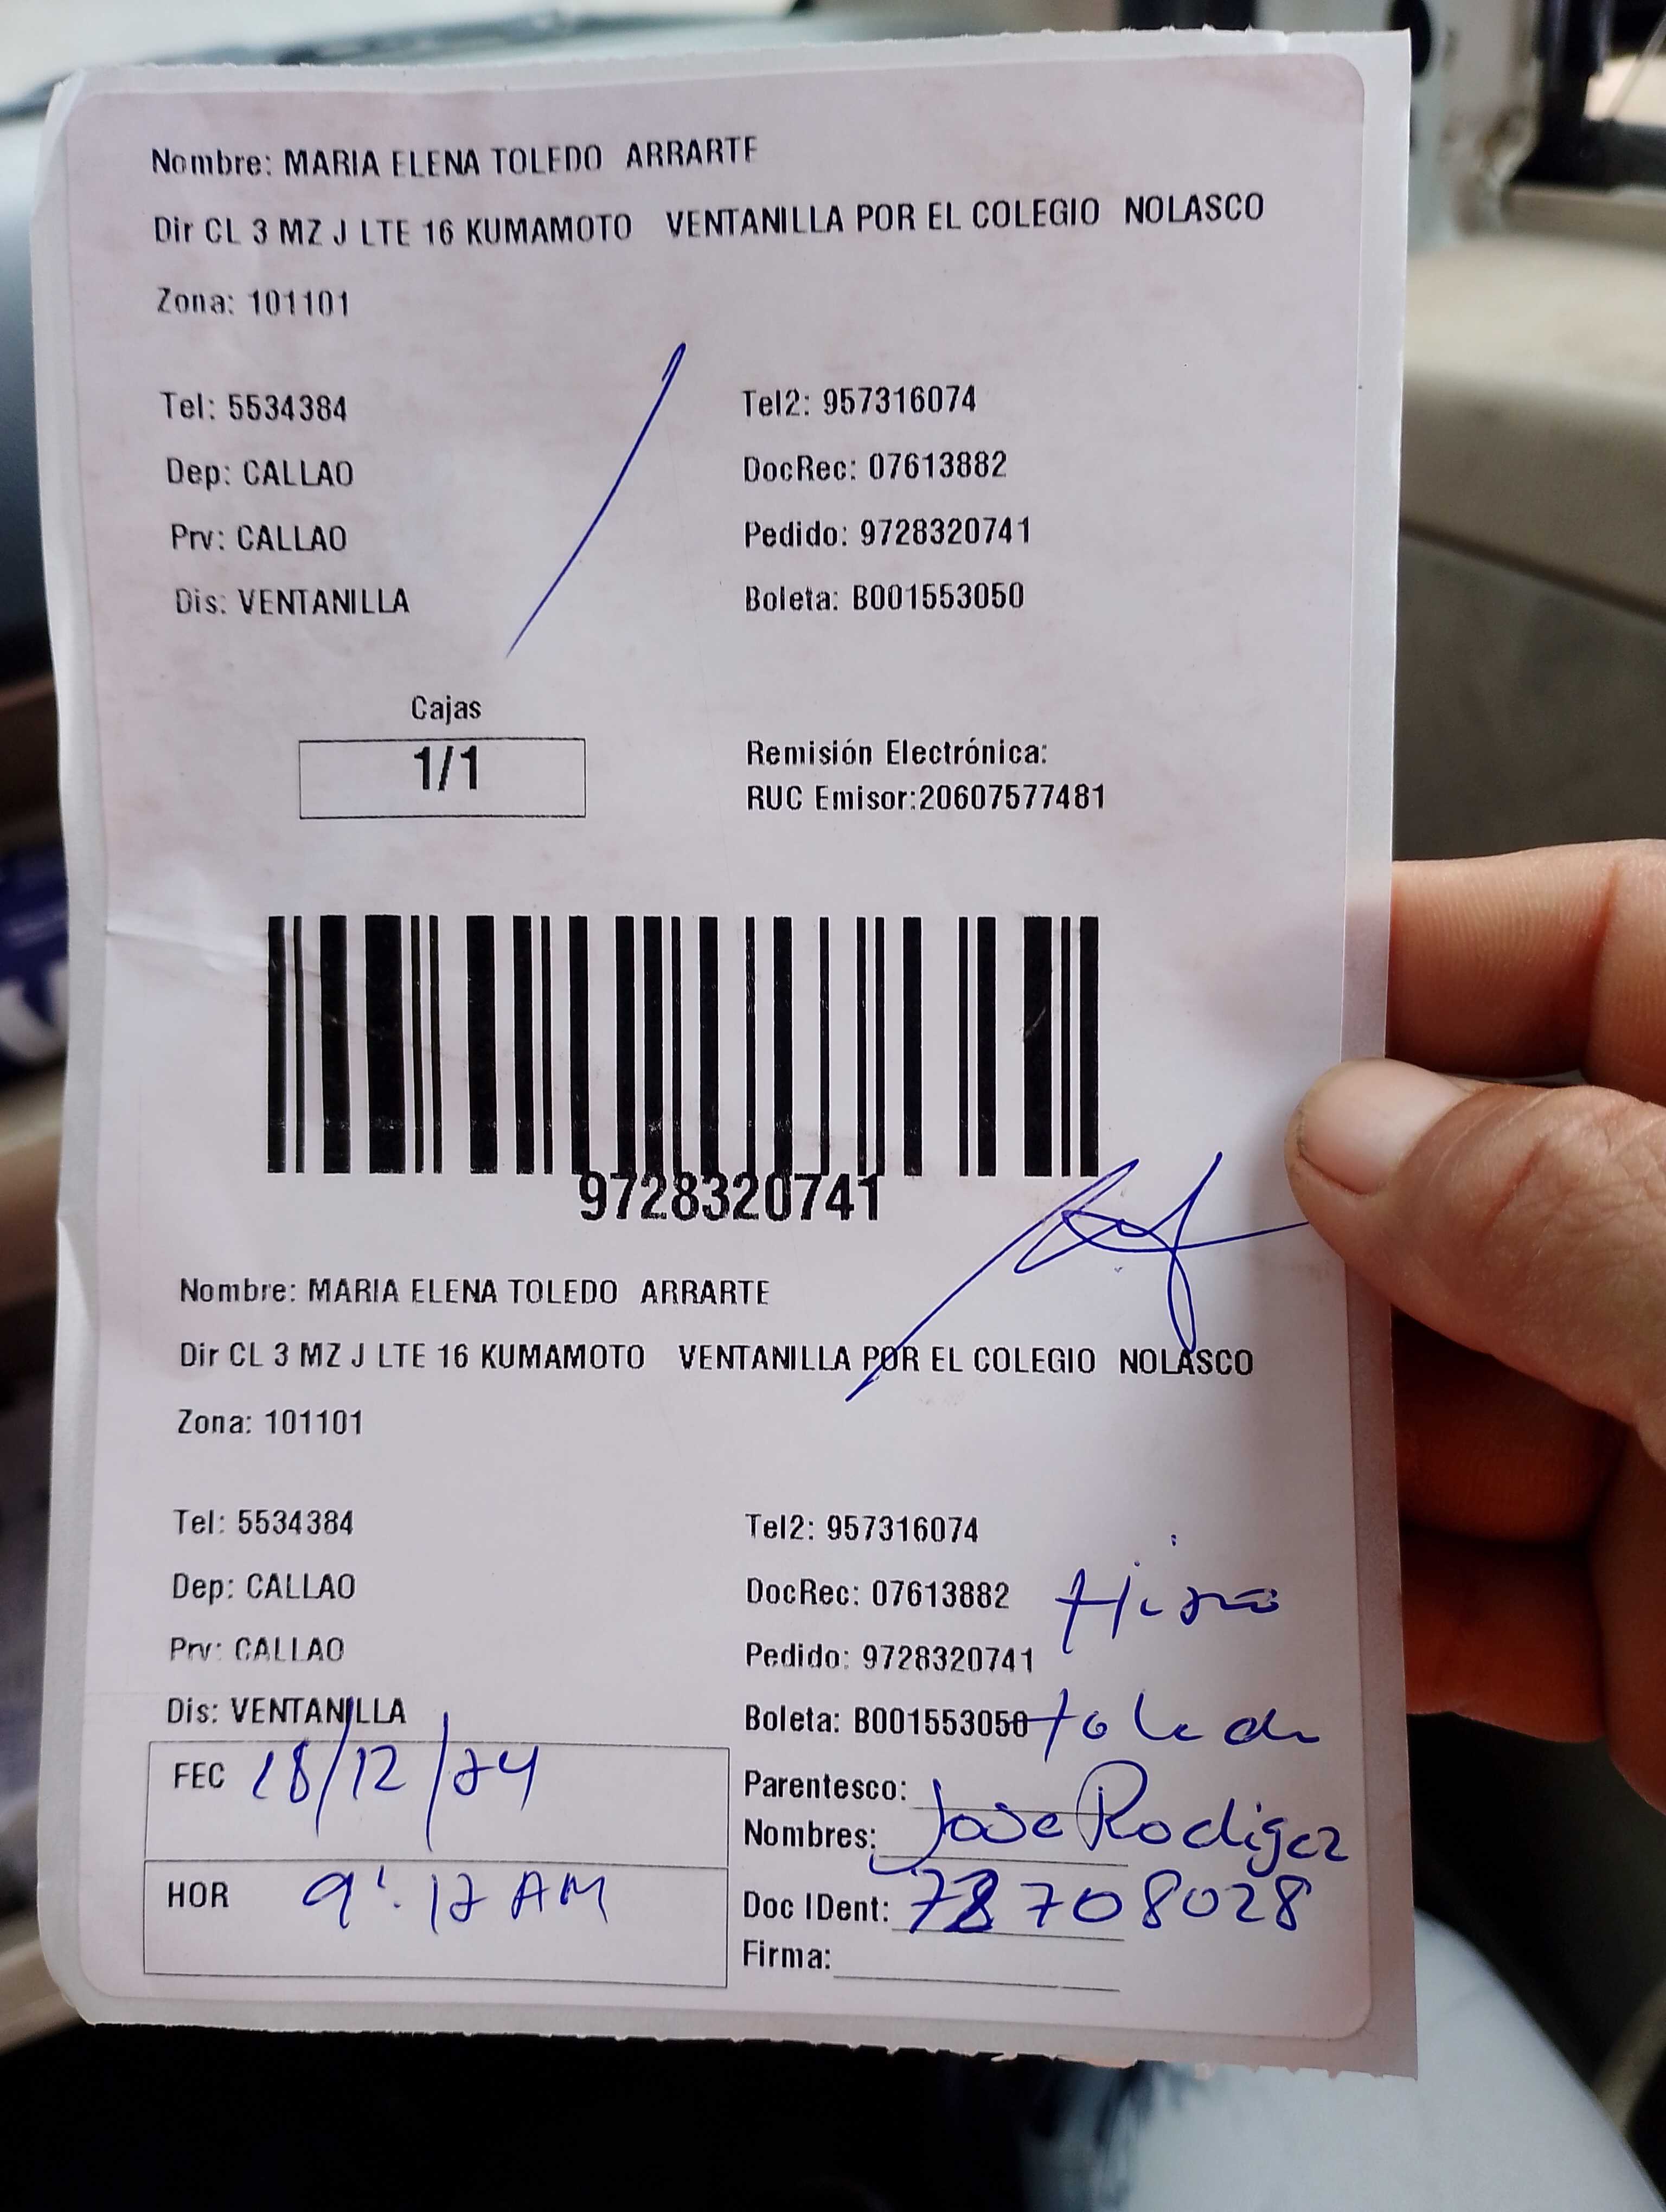 Nombre: MARIA ELENA TOLEDO ARRARTE
Dir CL 3 MZ J LTE 16 KUMAMOTO VENTANILLA POR EL COLEGIO NOLASCO
Zona: 101101
Tel: 5534384 Tel2: 957316074
Dep: CALLAO DocRec: 07613882
Prv: CALLAO Pedido: 9728320741
Dis: VENTANILLA Boleta: B001553050
Cajas
1/1
Remisión Electrónica:
RUC Emisor:20607577481
9728320741
Nombre: MARIA ELENA TOLEDO ARRARTE
Dir CL 3 MZ J LTE 16 KUMAMOTO VENTANILLA POR EL COLEGIO NOLASCO
Zona: 101101
Tel: 5534384 Tel2: 957316074
Dep: CALLAO DocRec: 07613882
Prv: CALLAO Pedido: 9728320741
Dis: VENTANILLA Boleta: B001553050
FEC 18/12/24 Parentesco:
Nombres: Jose Rodigez
HOR 9:12 AM Doc IDent: 78708028
Firma: